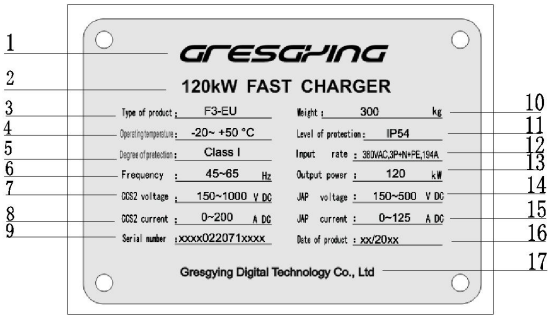 1 GRESGYING
2 120kW FAST CHARGER
3 Type of product: F3-EU Weight: 300 kg 10
4 Operating temperature: -20~ +50 °C Level of protection: IP54 11
5 Degree of protection: Class I Input rate: 380VAC,3P+N+PE,194A 12
6 Frequency : 45~65 Hz Output power: 120 kW 13
7 CCS2 voltage : 150~1000 V DC JAP voltage: 150~500 V DC 14
8 CCS2 current : 0~200 A DC JAP current: 0~125 A DC 15
9 Serial number :xxxx022071xxxx Date of product : xx/20xx 16
Gresgying Digital Technology Co., Ltd 17